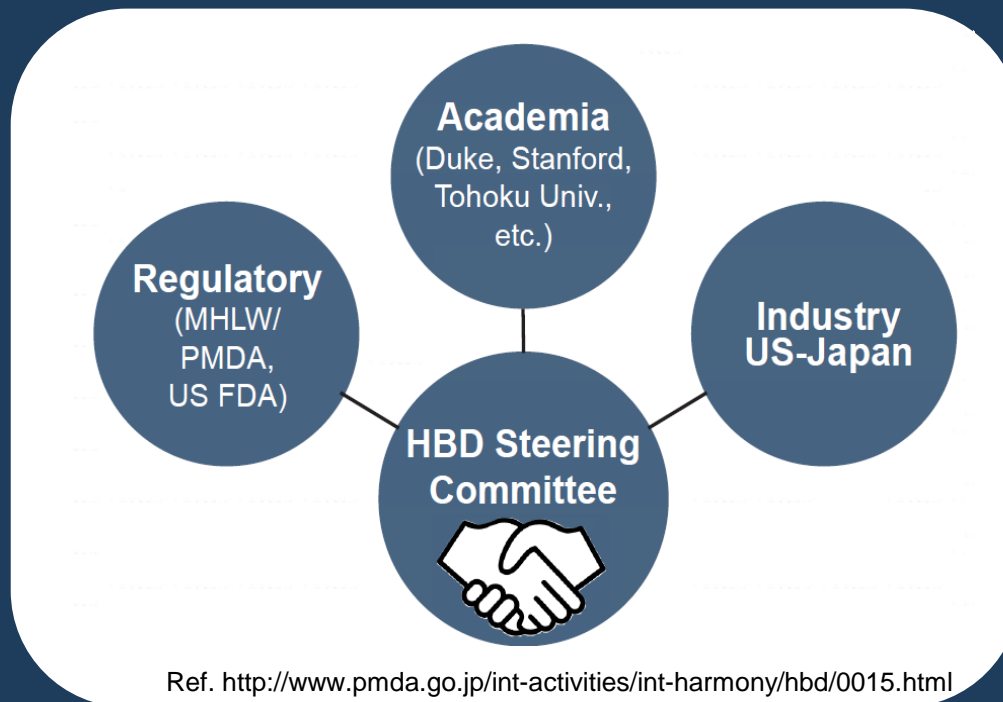 Academia
(Duke, Stanford,
Tohoku Univ.,
etc.)
Regulatory
(MHLW/
PMDA,
US FDA)
Industry
US-Japan
HBD Steering
Committee
Ref. http://www.pmda.go.jp/int-activities/int-harmony/hbd/0015.html